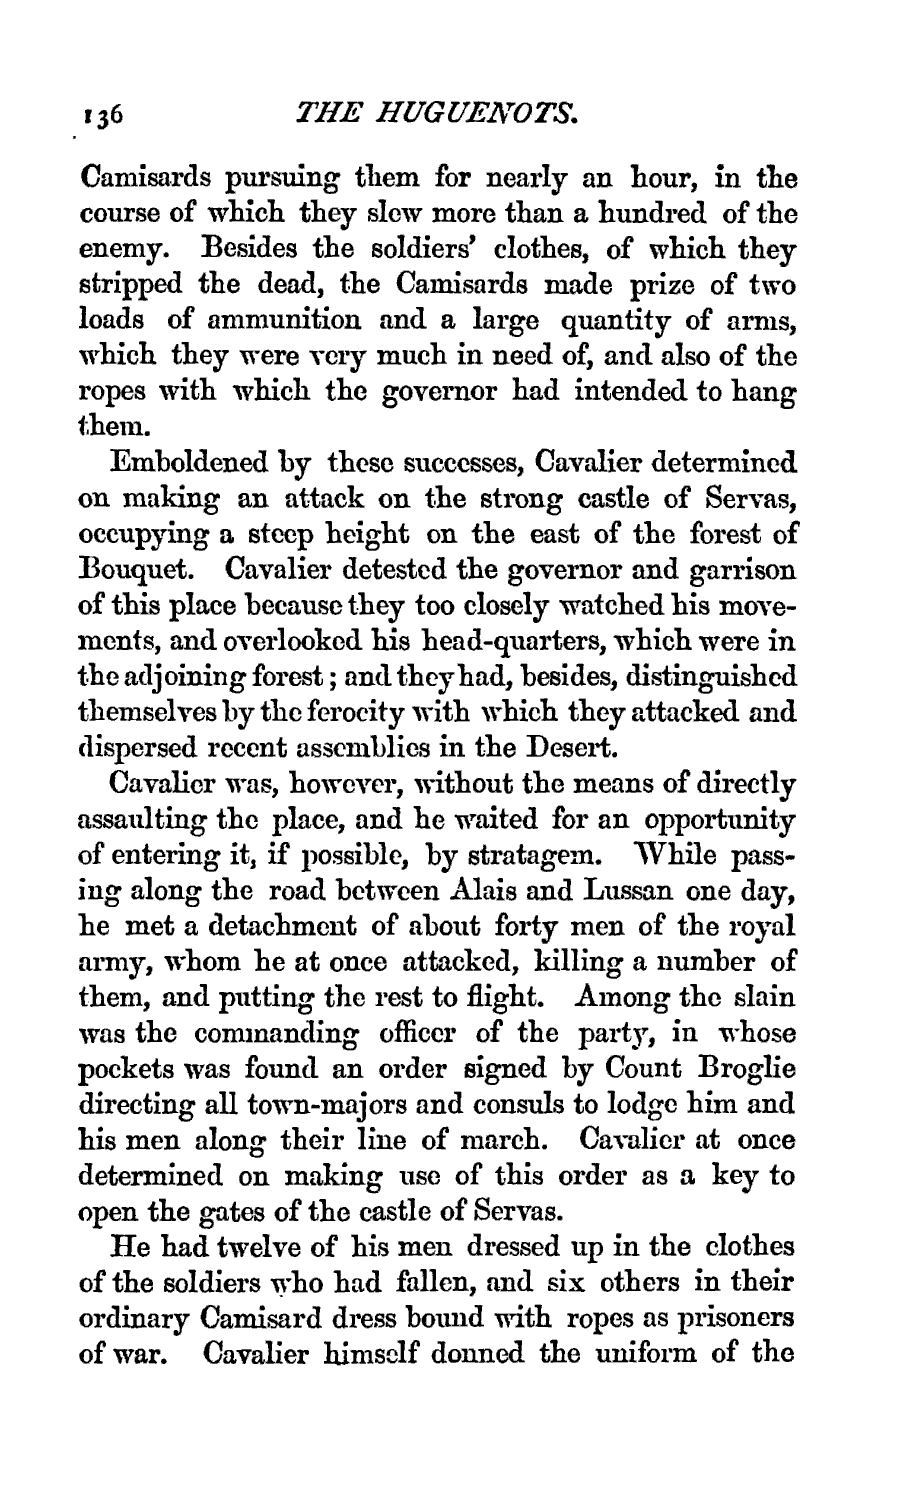 136 THE HUGUENOTS.
Camisards pursuing them for nearly an hour, in the
course of which they slew more than a hundred of the
enemy. Besides the soldiers' clothes, of which they
stripped the dead, the Camisards made prize of two
loads of ammunition and a large quantity of arms,
which they were very much in need of, and also of the
ropes with which the governor had intended to hang
them.
Emboldened by these successes, Cavalier determined
on making an attack on the strong castle of Servas,
occupying a steep height on the east of the forest of
Bouquet. Cavalier detested the governor and garrison
of this place because they too closely watched his move-
ments, and overlooked his head-quarters, which were in
the adjoining forest; and they had, besides, distinguished
themselves by the ferocity with which they attacked and
dispersed recent assemblies in the Desert.
Cavalier was, however, without the means of directly
assaulting the place, and he waited for an opportunity
of entering it, if possible, by stratagem. While pass-
ing along the road between Alais and Lussan one day,
he met a detachment of about forty men of the royal
army, whom he at once attacked, killing a number of
them, and putting the rest to flight. Among the slain
was the commanding officer of the party, in whose
pockets was found an order signed by Count Broglie
directing all town-majors and consuls to lodge him and
his men along their line of march. Cavalier at once
determined on making use of this order as a key to
open the gates of the castle of Servas.
He had twelve of his men dressed up in the clothes
of the soldiers who had fallen, and six others in their
ordinary Camisard dress bound with ropes as prisoners
of war. Cavalier himself donned the uniform of the